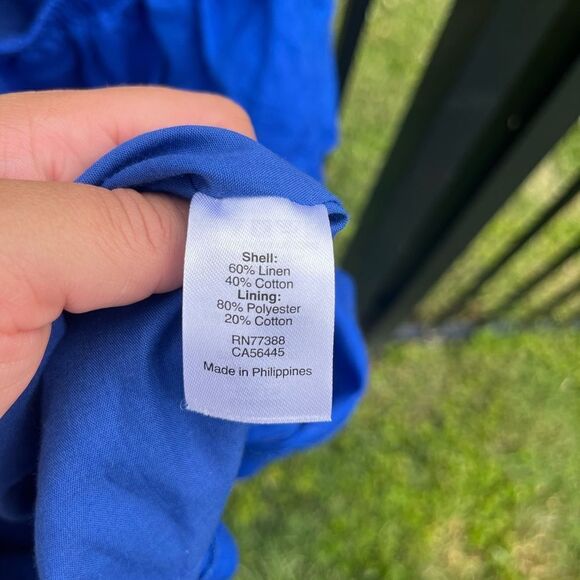 Shell:
60% Linen
40% Cotton
Lining:
80% Polyester
20% Cotton
RN77388
CA56445
Made in Philippines